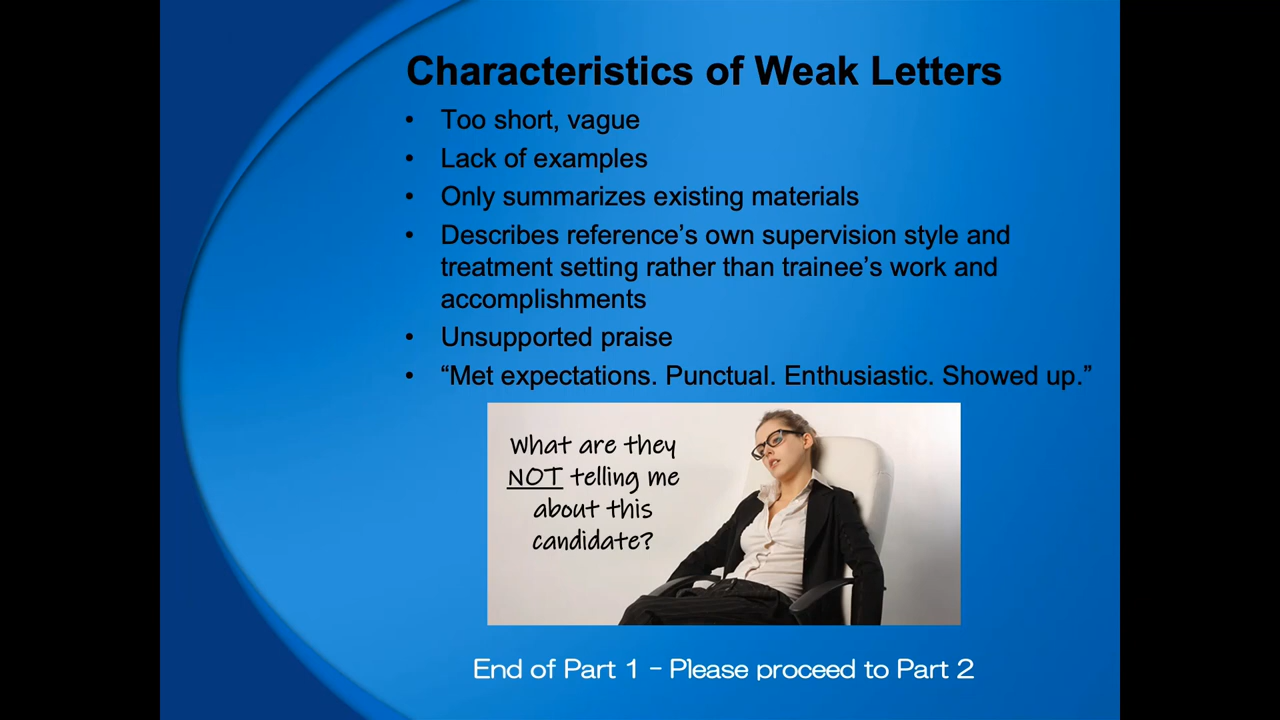 Characteristics of Weak Letters
• Too short, vague
• Lack of examples
• Only summarizes existing materials
• Describes reference’s own supervision style and
treatment setting rather than trainee’s work and
accomplishments
• Unsupported praise
• “Met expectations. Punctual. Enthusiastic. Showed up.”
What are they
NOT telling me
about this
candidate?
End of Part 1 – Please proceed to Part 2